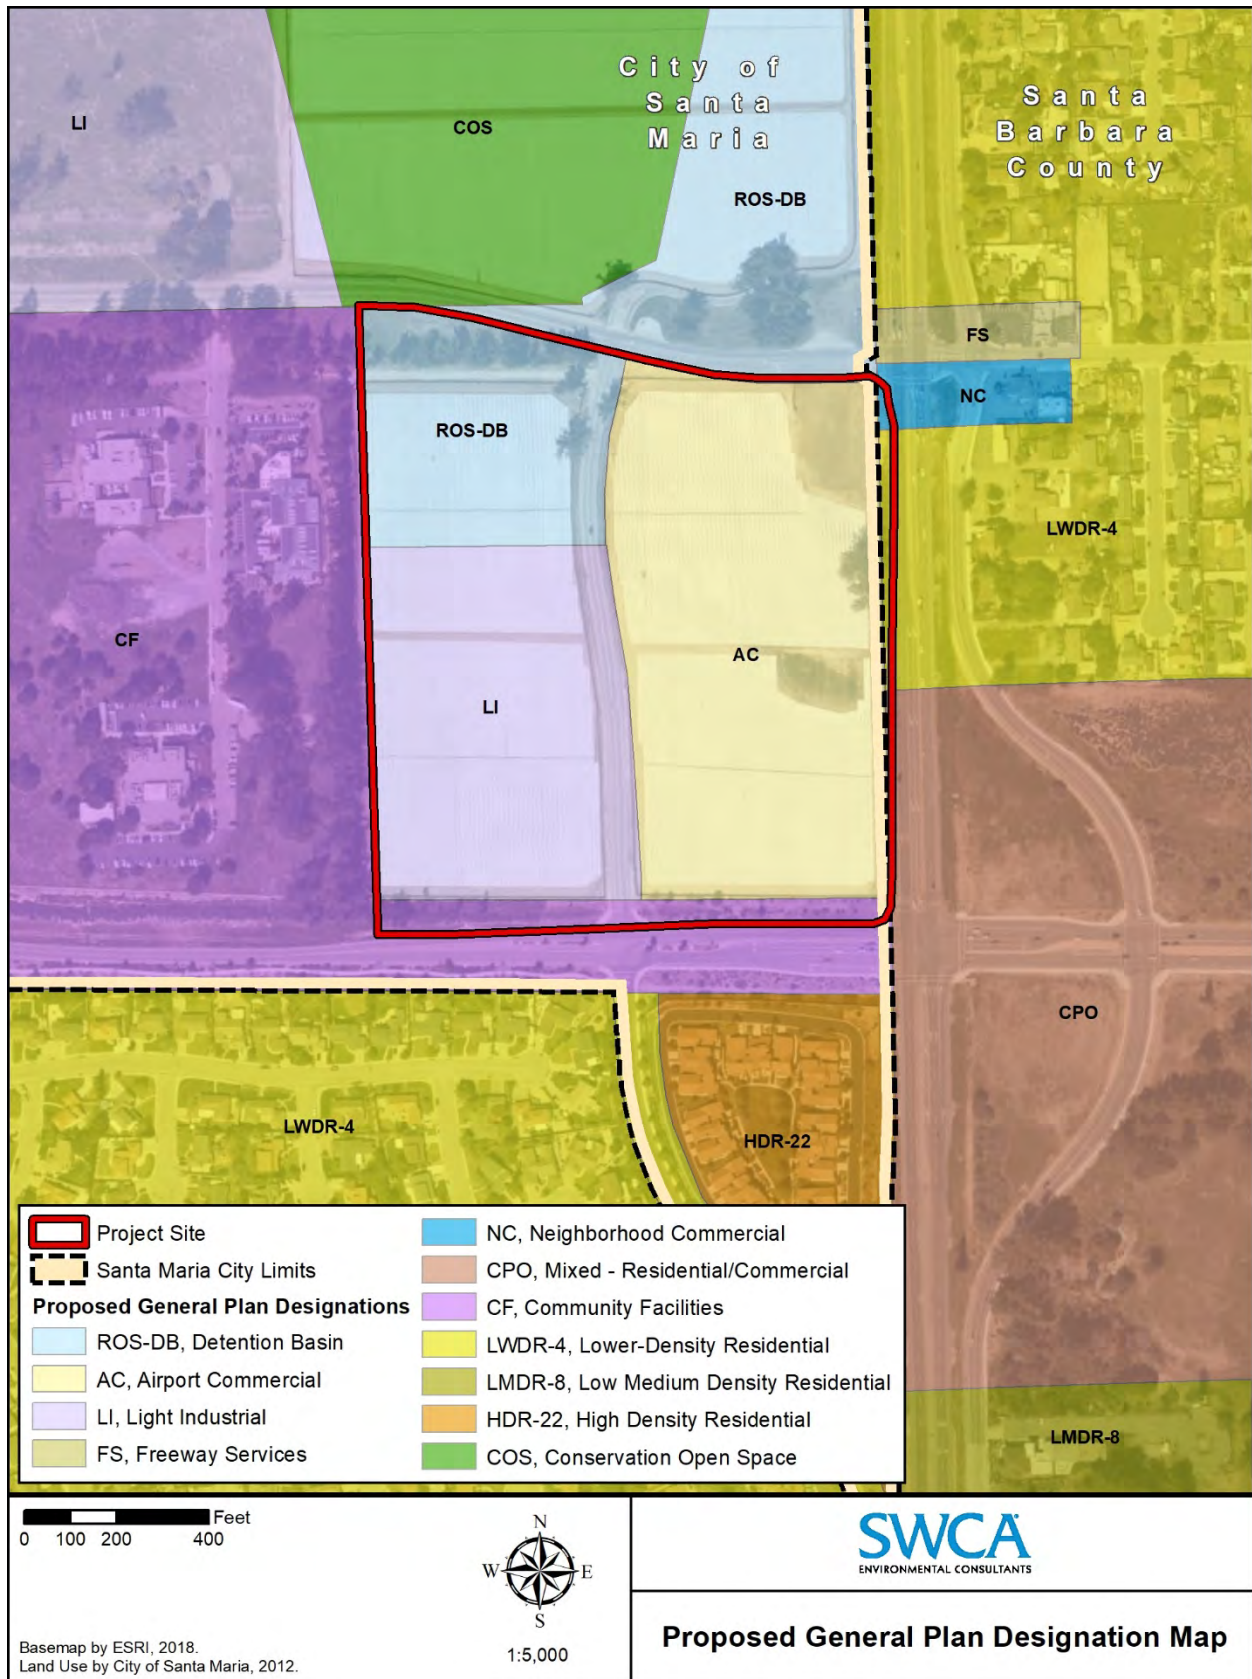 City of
Santa
Maria
Santa
Barbara
County
LI
COS
ROS-DB
FS
NC
ROS-DB
LWDR-4
CF
AC
LI
CPO
LWDR-4
HDR-22
LMDR-8
Project Site
Santa Maria City Limits
Proposed General Plan Designations
ROS-DB, Detention Basin
AC, Airport Commercial
LI, Light Industrial
FS, Freeway Services
NC, Neighborhood Commercial
CPO, Mixed - Residential/Commercial
CF, Community Facilities
LWDR-4, Lower-Density Residential
LMDR-8, Low Medium Density Residential
HDR-22, High Density Residential
COS, Conservation Open Space
Feet
0 100 200 400
N
W E
S
1:5,000
Basemap by ESRI, 2018.
Land Use by City of Santa Maria, 2012.
SWCA
ENVIRONMENTAL CONSULTANTS
Proposed General Plan Designation Map